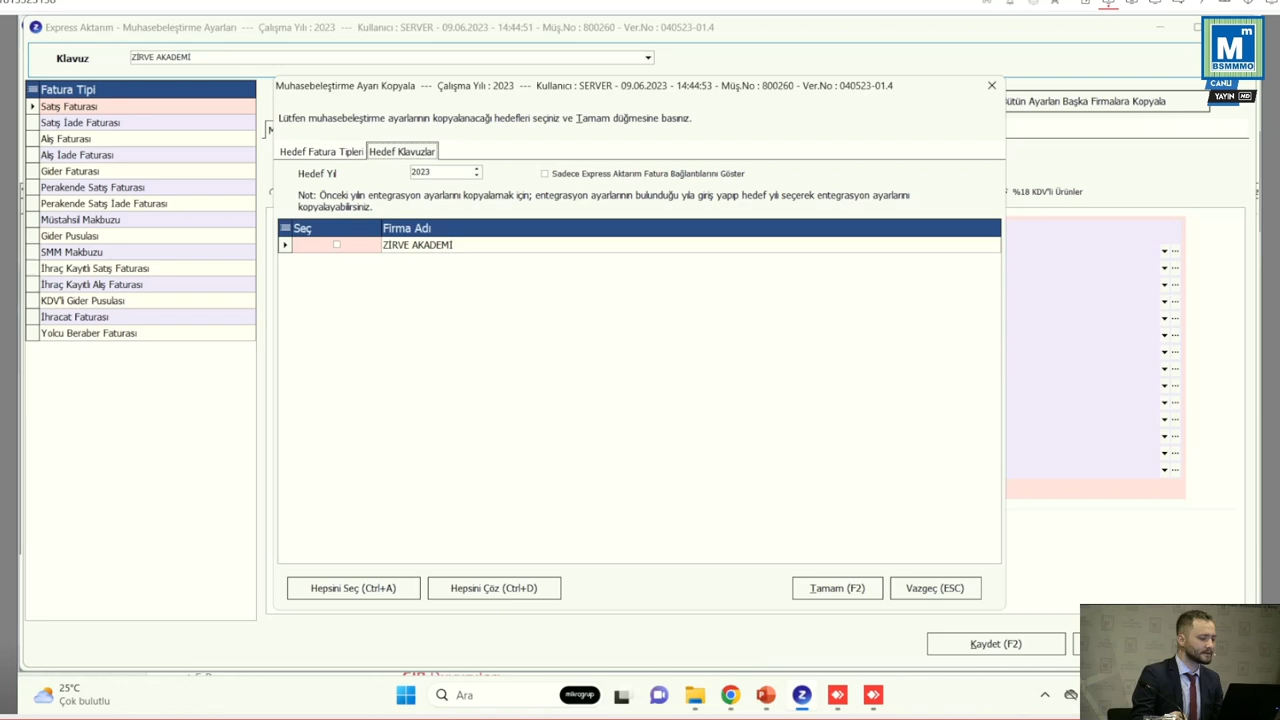 Express Aktarım - Muhasebeleştirme Ayarları --- Çalışma Yılı : 2023 --- Kullanıcı : SERVER - 09.06.2023 - 14:44:51 - Müş.No : 800260 - Ver.No : 040523-01.4
Klavuz
ZİRVE AKADEMİ
M m
BSMMMO
CANLI
YAYIN HD
Fatura Tipi
Satış Faturası
Satış İade Faturası
Alış Faturası
Alış İade Faturası
Gider Faturası
Perakende Satış Faturası
Perakende Satış İade Faturası
Müstahsil Makbuzu
Gider Pusulası
SMM Makbuzu
İhraç Kayıtlı Satış Faturası
İhraç Kayıtlı Alış Faturası
KDV'li Gider Pusulası
İhracat Faturası
Yolcu Beraber Faturası
Muhasebeleştirme Ayarı Kopyala --- Çalışma Yılı : 2023 --- Kullanıcı : SERVER - 09.06.2023 - 14:44:53 - Müş.No : 800260 - Ver.No : 040523-01.4
ütün Ayarları Başka Firmalara Kopyala
Lütfen muhasebeleştirme ayarlarının kopyalanacağı hedefleri seçiniz ve Tamam düğmesine basınız.
Hedef Fatura Tipleri
Hedef Klavuzlar
Hedef Yıl
2023
Sadece Express Aktarım Fatura Bağlantılarını Göster
%18 KDV'li Ürünler
Not: Önceki yılın entegrasyon ayarlarını kopyalamak için; entegrasyon ayarlarının bulunduğu yıla giriş yapıp hedef yılı seçerek entegrasyon ayarlarını
kopyalayabilirsiniz.
Seç
Firma Adı
ZİRVE AKADEMİ
Hepsini Seç (Ctrl+A)
Hepsini Çöz (Ctrl+D)
Tamam (F2)
Vazgeç (ESC)
Kaydet (F2)
25°C
Çok bulutlu
Ara
mikrogrup